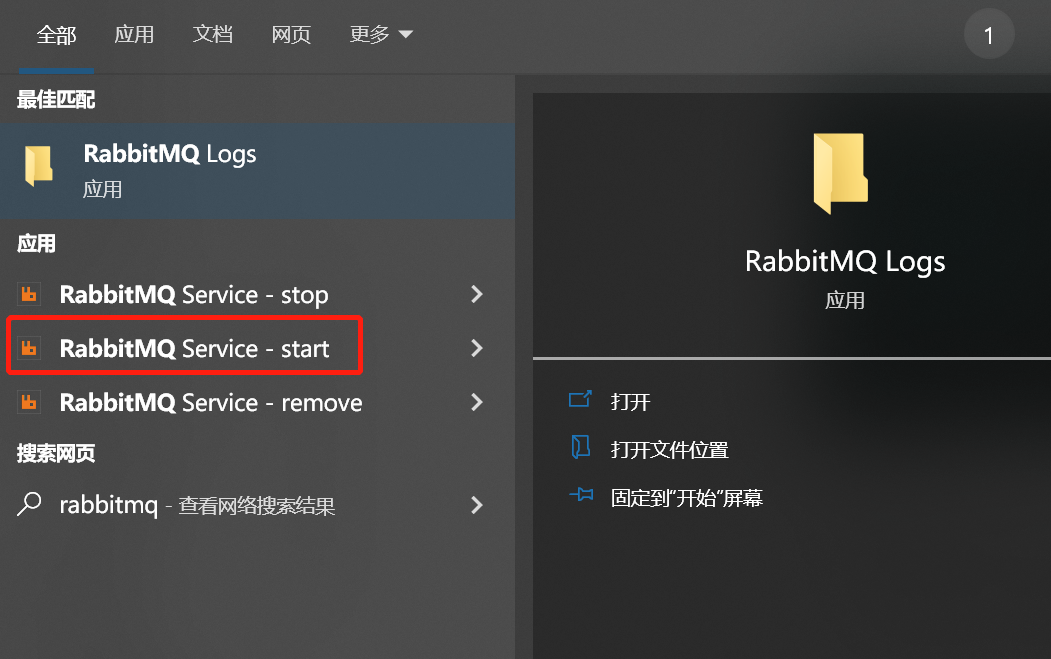 全部 应用 文档 网页 更多 1
最佳匹配
RabbitMQ Logs
应用
应用
RabbitMQ Service - stop
RabbitMQ Service - start
RabbitMQ Service - remove
搜索网页
rabbitmq - 查看网络搜索结果
RabbitMQ Logs
应用
打开
打开文件位置
固定到"开始"屏幕